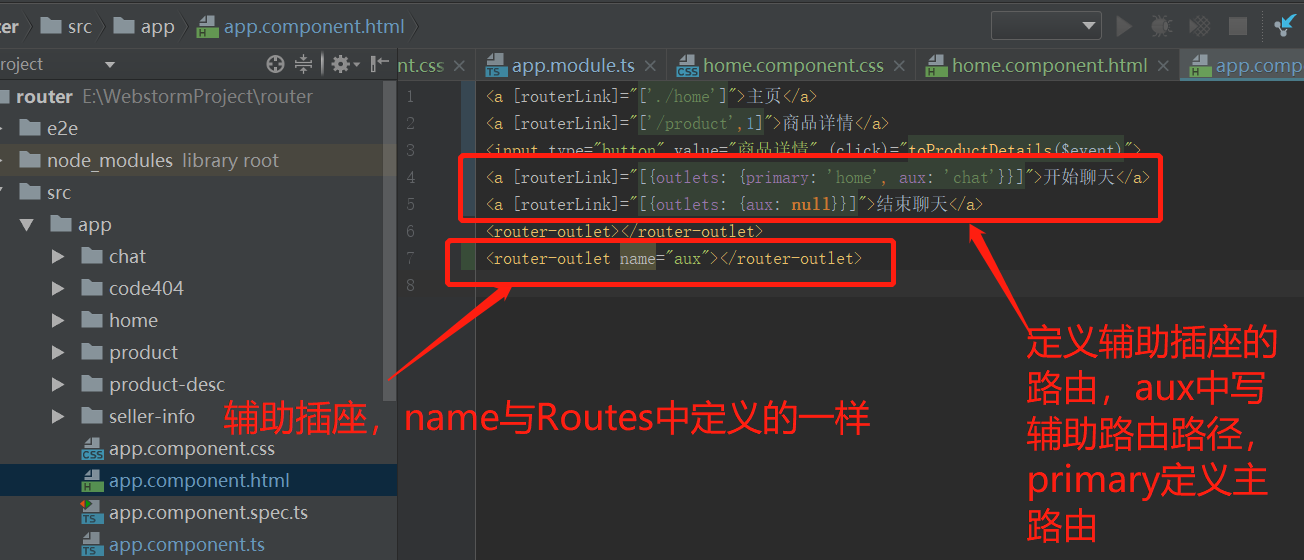 ter src app app.component.html
roject
nt.css app.module.ts home.component.css home.component.html app.comp
router E:\WebstormProject\router
e2e
node_modules library root
src
app
chat
code404
home
product
product-desc
seller-info
app.component.css
app.component.html
app.component.spec.ts
app.component.ts
1 <a [routerLink]="['./home']">主页</a>
2 <a [routerLink]="['/product',1]">商品详情</a>
3 <input type="button" value="商品详情" (click)="toProductDetails($event)">
4 <a [routerLink]="[{outlets: {primary: 'home', aux: 'chat'}}]">开始聊天</a>
5 <a [routerLink]="[{outlets: {aux: null}}]">结束聊天</a>
6 <router-outlet></router-outlet>
7 <router-outlet name="aux"></router-outlet>
8
辅助插座，name与Routes中定义的一样
定义辅助插座的
路由，aux中写
辅助路由路径，
primary定义主
路由